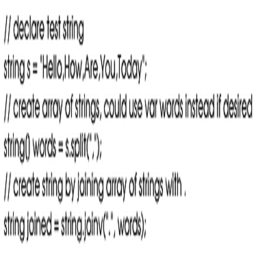 // declare test string
string s = "Hello,How,Are,You,Today";
// create array of strings, could use var words instead if desired
string[] words = s.split(",");
// create string by joining array of strings with .
string joined = string.joinv(".", words);